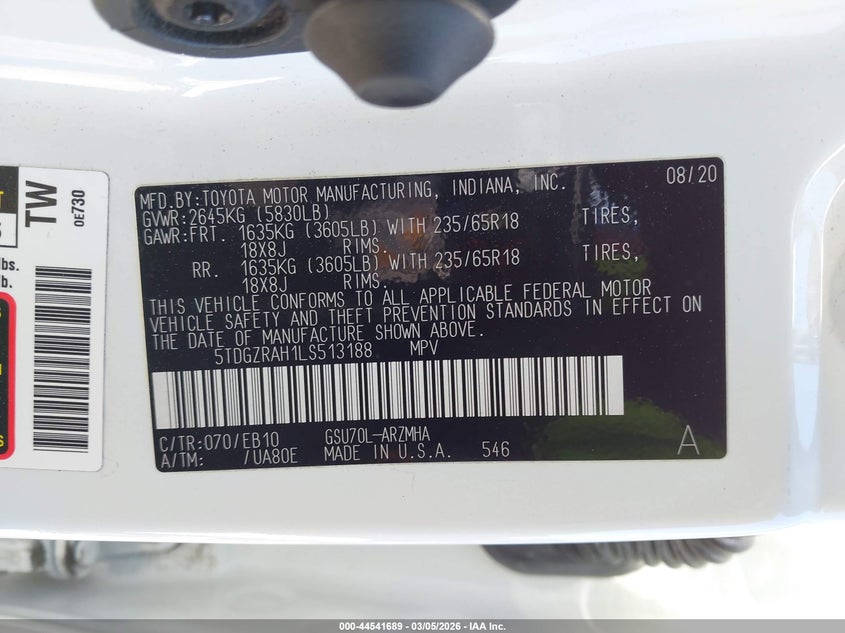 MFD.BY:TOYOTA MOTOR MANUFACTURING, INDIANA, INC. 08/20
GVWR:2645KG (5830LB)
GAWR:FRT. 1635KG (3605LB) WITH 235/65R18 TIRES,
18X8J RIMS.
RR. 1635KG (3605LB) WITH 235/65R18 TIRES,
18X8J RIMS.
THIS VEHICLE CONFORMS TO ALL APPLICABLE FEDERAL MOTOR
VEHICLE SAFETY AND THEFT PREVENTION STANDARDS IN EFFECT ON
THE DATE OF MANUFACTURE SHOWN ABOVE.
5TDGZRAH1LS513188 MPV
C/TR:070/EB10 GSU70L-ARZMHA
A/TM: /UA80E MADE IN U.S.A. 546 A
TW
0E730
lbs.
b.
000-44541689 - 03/05/2026 - IAA Inc.